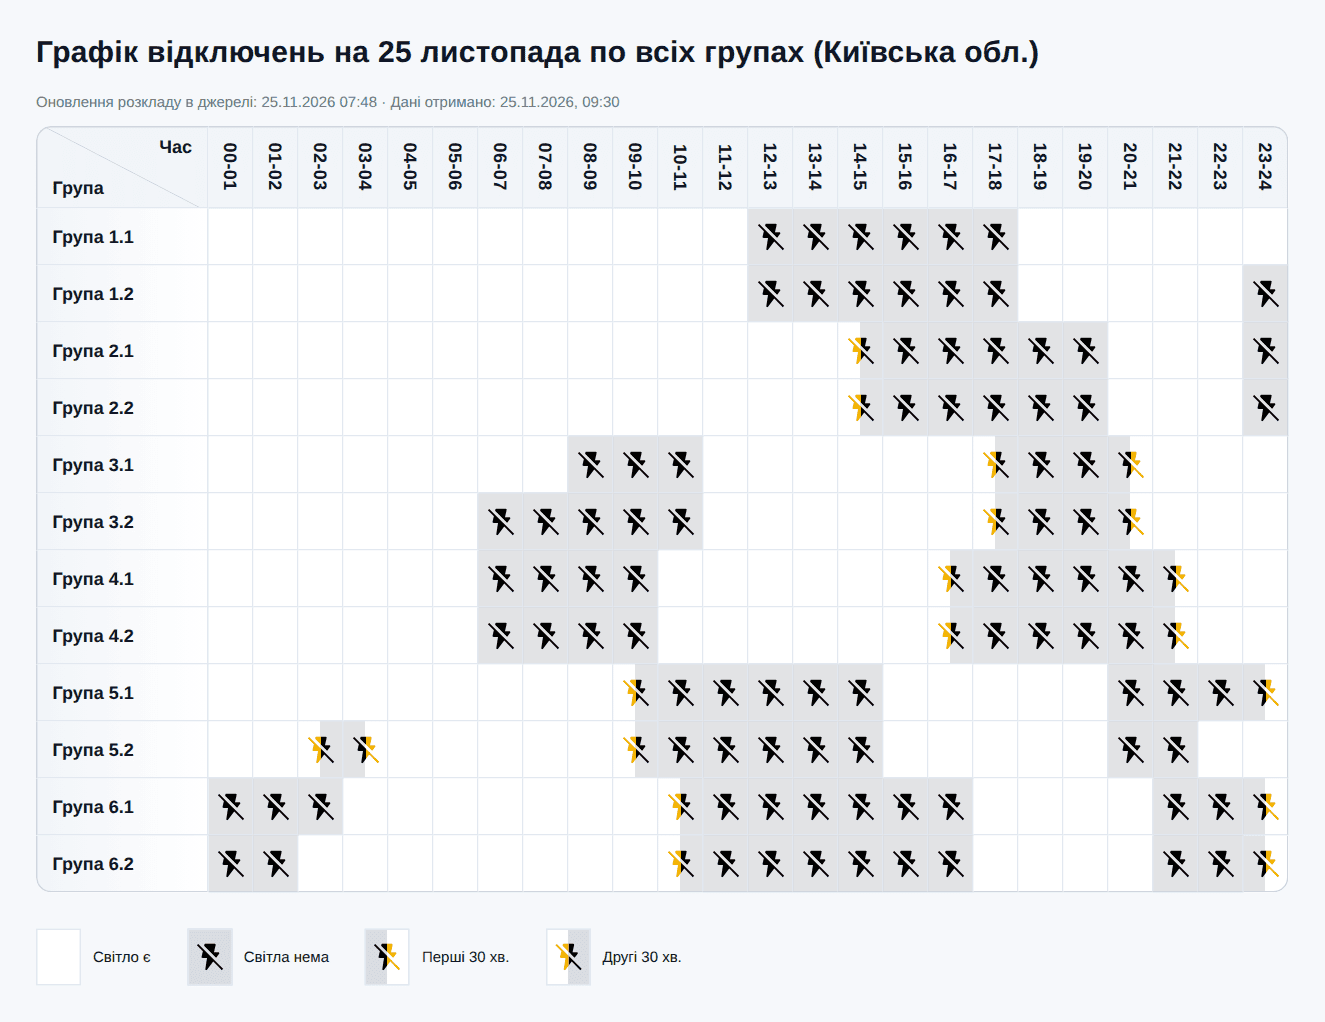 Графік відключень на 25 листопада по всіх групах (Київська обл.)
Оновлення розкладу в джерелі: 25.11.2026 07:48 · Дані отримано: 25.11.2026, 09:30
Час
Група
00-01 01-02 02-03 03-04 04-05 05-06 06-07 07-08 08-09 09-10 10-11 11-12 12-13 13-14 14-15 15-16 16-17 17-18 18-19 19-20 20-21 21-22 22-23 23-24
Група 1.1
Група 1.2
Група 2.1
Група 2.2
Група 3.1
Група 3.2
Група 4.1
Група 4.2
Група 5.1
Група 5.2
Група 6.1
Група 6.2
Світло є Світла нема Перші 30 хв. Другі 30 хв.